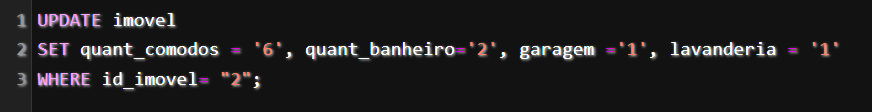 1 UPDATE imovel
2 SET quant_comodos = '6', quant_banheiro='2', garagem ='1', lavanderia = '1'
3 WHERE id_imovel= "2";